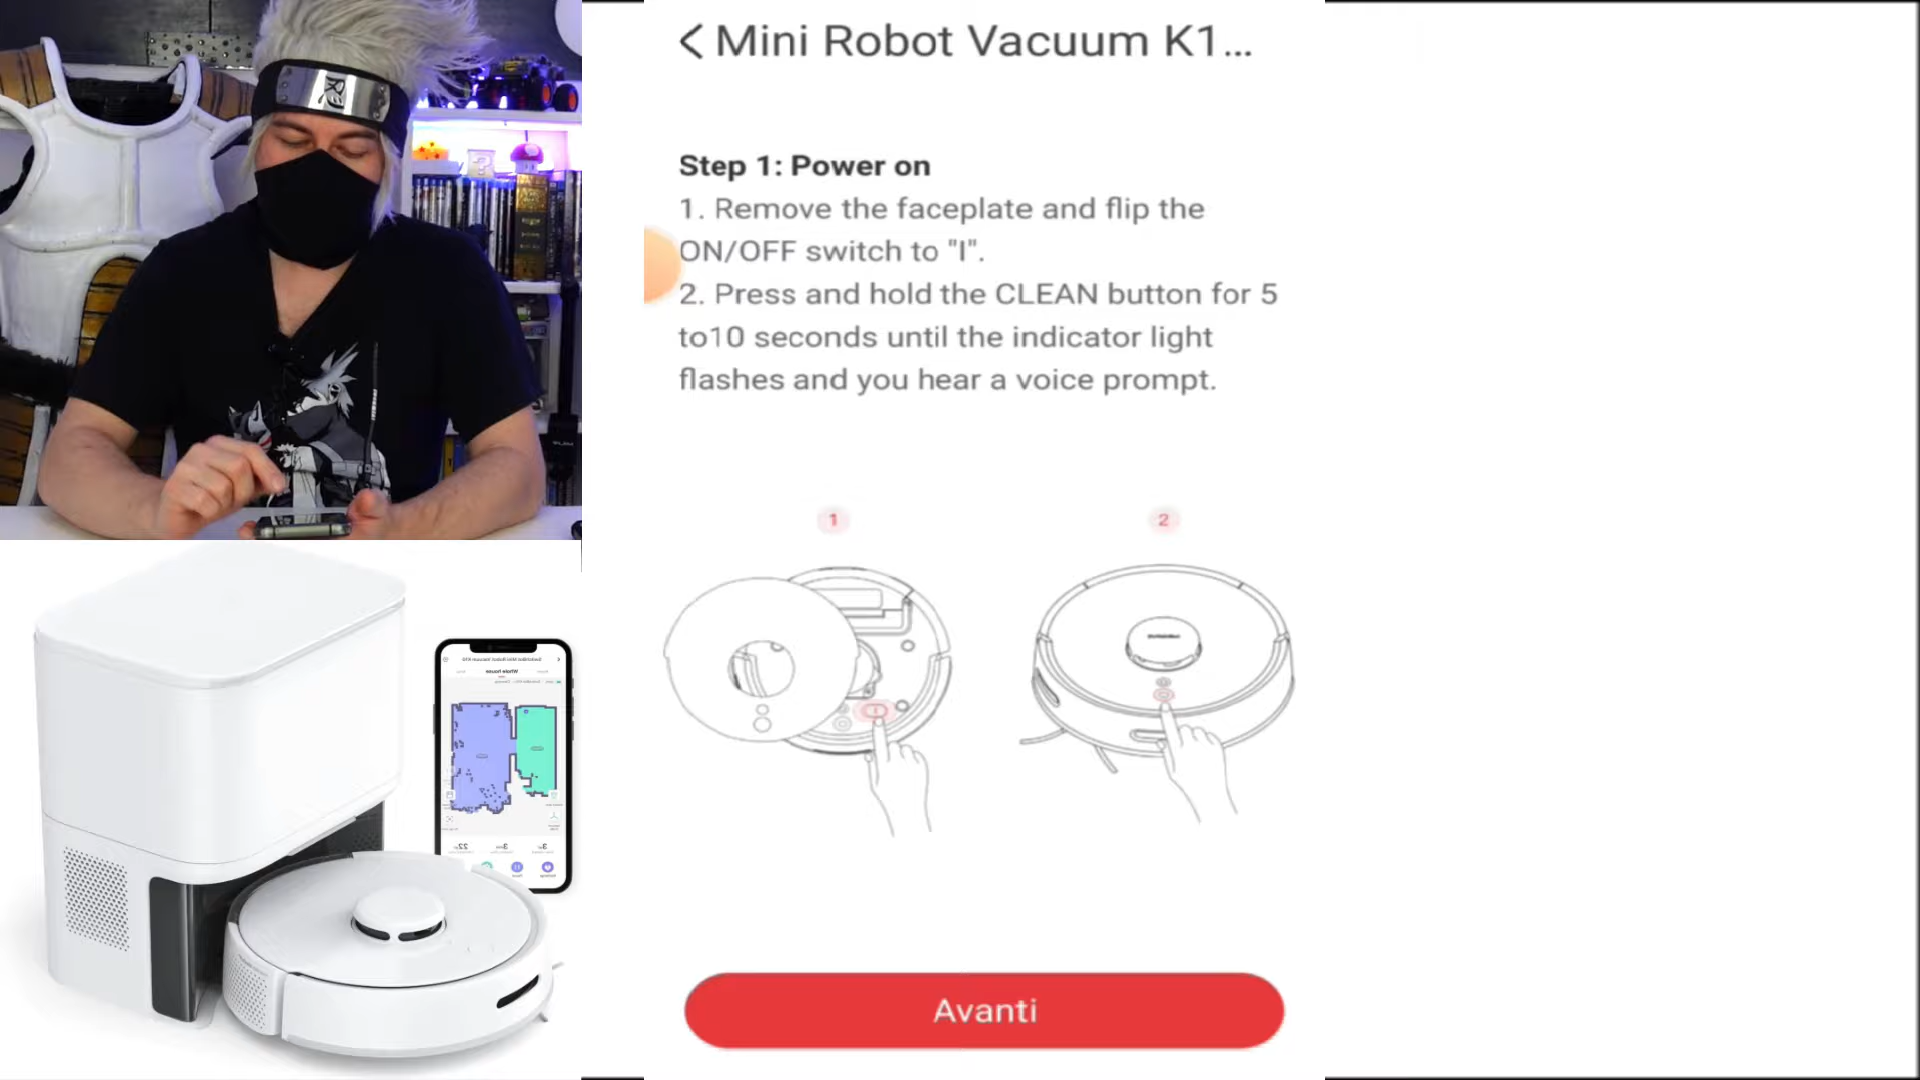 Mini Robot Vacuum K1...
Step 1: Power on
1. Remove the faceplate and flip the
ON/OFF switch to "I".
2. Press and hold the CLEAN button for 5
to10 seconds until the indicator light
flashes and you hear a voice prompt.
1
2
Avanti